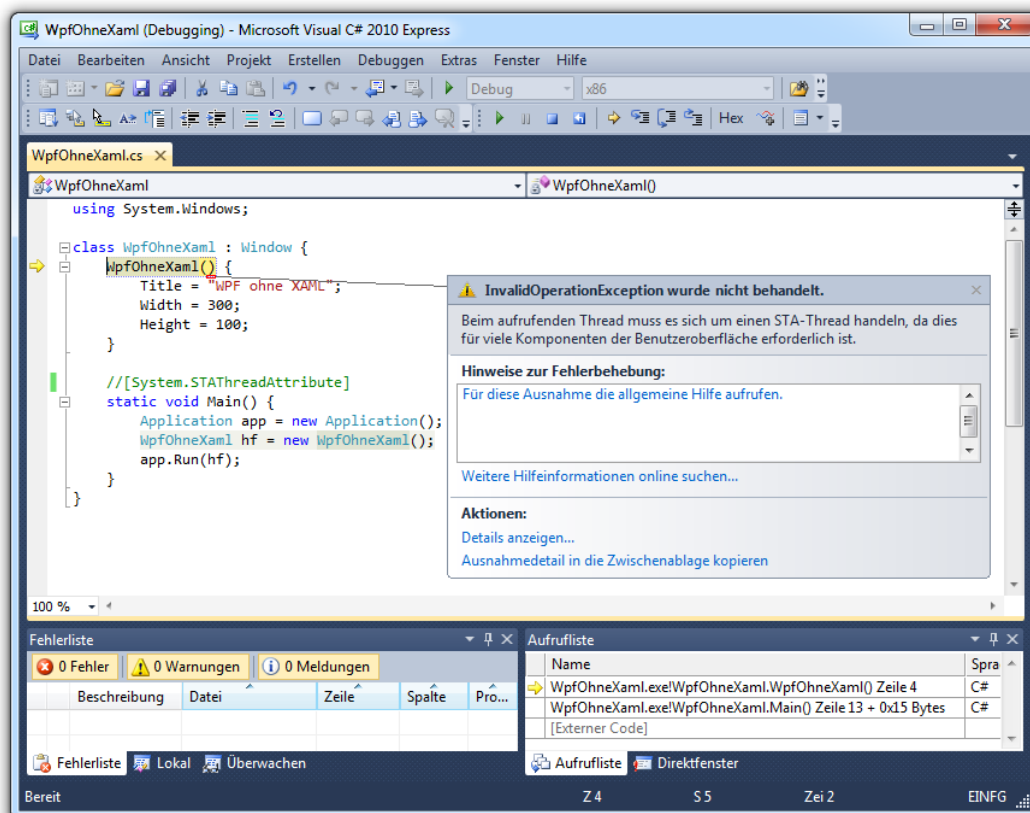 WpfOhneXaml (Debugging) - Microsoft Visual C# 2010 Express
Datei Bearbeiten Ansicht Projekt Erstellen Debuggen Extras Fenster Hilfe
Debug x86
Hex
WpfOhneXaml.cs
WpfOhneXaml WpfOhneXaml()
using System.Windows;
class WpfOhneXaml : Window {
WpfOhneXaml() {
Title = "WPF ohne XAML";
Width = 300;
Height = 100;
}
//[System.STAThreadAttribute]
static void Main() {
Application app = new Application();
WpfOhneXaml hf = new WpfOhneXaml();
app.Run(hf);
}
}
InvalidOperationException wurde nicht behandelt.
Beim aufrufenden Thread muss es sich um einen STA-Thread handeln, da dies
für viele Komponenten der Benutzeroberfläche erforderlich ist.
Hinweise zur Fehlerbehebung:
Für diese Ausnahme die allgemeine Hilfe aufrufen.
Weitere Hilfeinformationen online suchen...
Aktionen:
Details anzeigen...
Ausnahmedetail in die Zwischenablage kopieren
100 %
Fehlerliste
0 Fehler 0 Warnungen 0 Meldungen
Beschreibung Datei Zeile Spalte Pro...
Fehlerliste Lokal Überwachen
Aufrufliste
Name Spra
WpfOhneXaml.exe!WpfOhneXaml.WpfOhneXaml() Zeile 4 C#
WpfOhneXaml.exe!WpfOhneXaml.Main() Zeile 13 + 0x15 Bytes C#
[Externer Code]
Aufrufliste Direktfenster
Bereit Z 4 S 5 Zei 2 EINFG